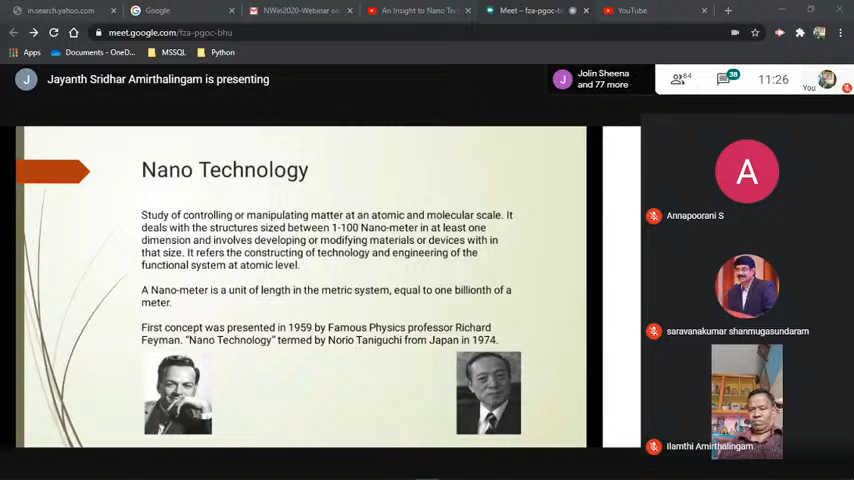 in.search.yahoo.com
Google
NWin2020-Webinar on
An Insight to Nano Tec
Meet – fza-pgoc-b
YouTube
meet.google.com/fza-pgoc-bhu
Apps
Documents - OneD...
MSSQL
Python
J
Jayanth Sridhar Amirthalingam is presenting
J
Jolin Sheena
and 77 more
84
38
11:26
You
Nano Technology
Study of controlling or manipulating matter at an atomic and molecular scale. It
deals with the structures sized between 1-100 Nano-meter in at least one
dimension and involves developing or modifying materials or devices with in
that size. It refers the constructing of technology and engineering of the
functional system at atomic level.
A Nano-meter is a unit of length in the metric system, equal to one billionth of a
meter.
First concept was presented in 1959 by Famous Physics professor Richard
Feyman. “Nano Technology” termed by Norio Taniguchi from Japan in 1974.
A
Annapoorani S
saravanakumar shanmugasundaram
Ilamthi Amirthalingam